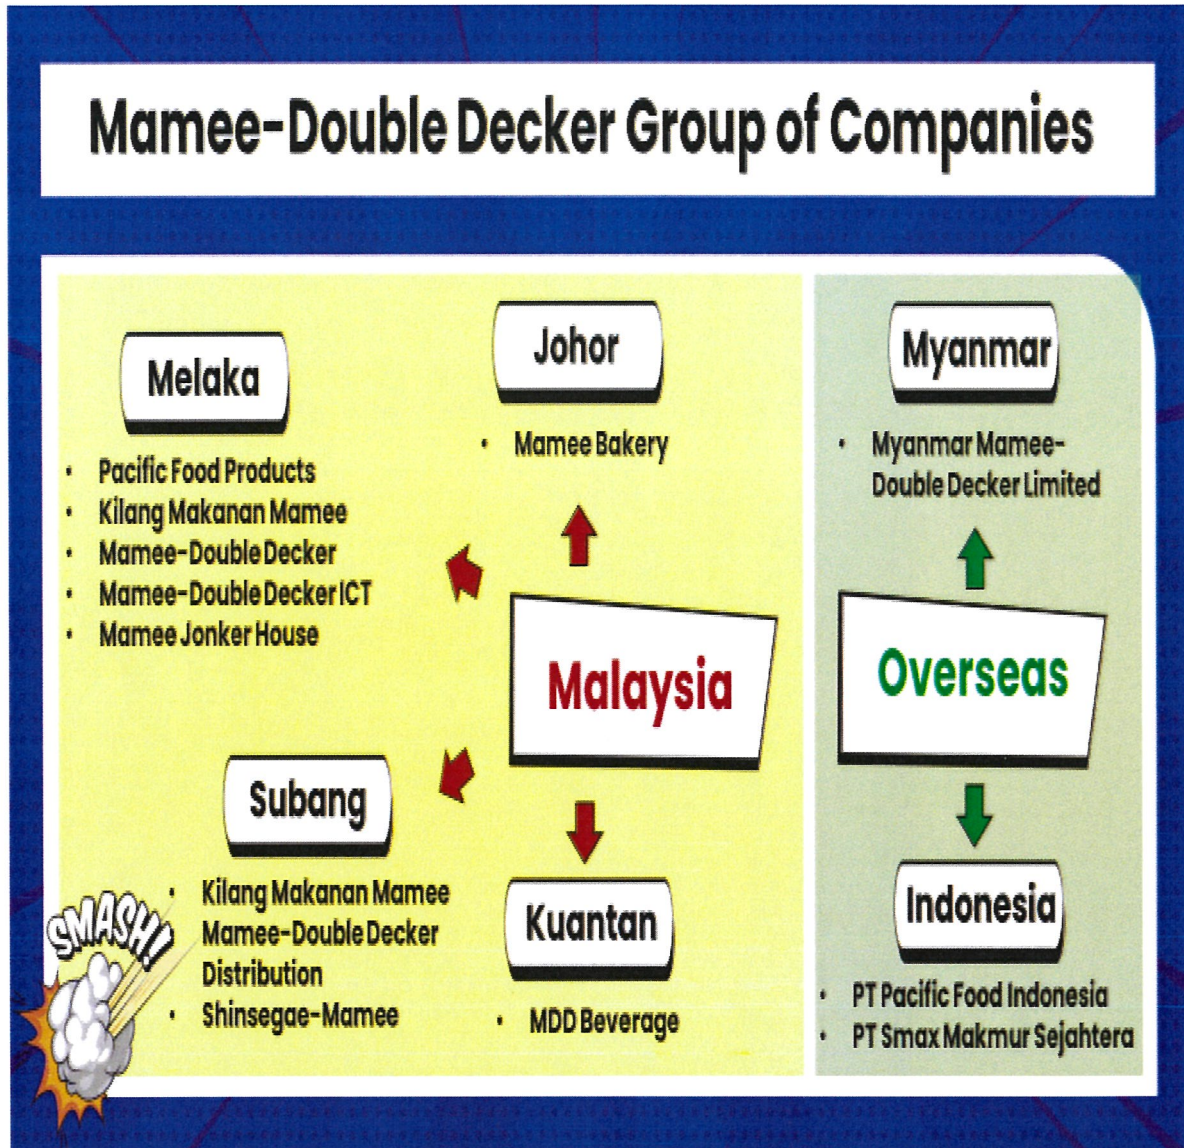 Mamee-Double Decker Group of Companies
Melaka
• Pacific Food Products
• Kilang Makanan Mamee
• Mamee-Double Decker
• Mamee-Double Decker ICT
• Mamee Jonker House
Johor
• Mamee Bakery
Malaysia
Subang
• Kilang Makanan Mamee
Mamee-Double Decker
Distribution
• Shinsegae-Mamee
Kuantan
• MDD Beverage
SMASH!
Myanmar
• Myanmar Mamee-
Double Decker Limited
Overseas
Indonesia
• PT Pacific Food Indonesia
• PT Smax Makmur Sejahtera